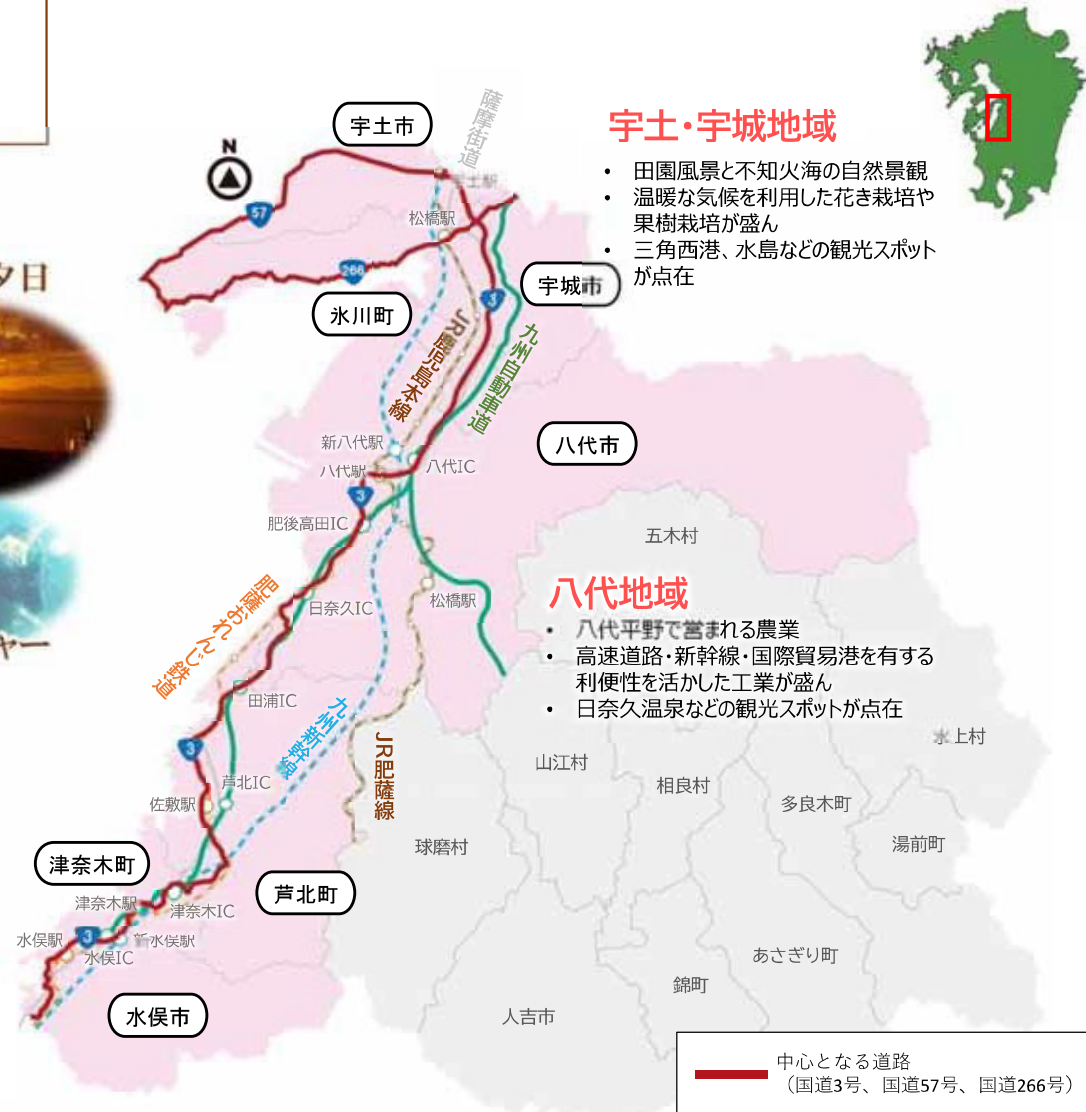 薩摩街道
宇土市
宇土・宇城地域
N
• 田園風景と不知火海の自然景観
• 温暖な気候を利用した花き栽培や
果樹栽培が盛ん
• 三角西港、水島などの観光スポット
が点在
57
松橋駅
夕日
266
宇城市
3
氷川町
JR鹿児島本線
九州自動車道
新八代駅
八代市
八代駅
八代IC
3
肥後高田IC
五木村
八代地域
肥薩おれんじ鉄道
日奈久IC
松橋駅
• 八代平野で営まれる農業
• 高速道路・新幹線・国際貿易港を有する
利便性を活かした工業が盛ん
• 日奈久温泉などの観光スポットが点在
ャー
田浦IC
九州新幹線
3
JR肥薩線
水上村
山江村
相良村
芦北IC
佐敷駅
多良木町
球磨村
湯前町
津奈木町
芦北町
津奈木駅
津奈木IC
水俣駅
3
新水俣駅
水俣IC
あさぎり町
錦町
水俣市
人吉市
中心となる道路
（国道3号、国道57号、国道266号）